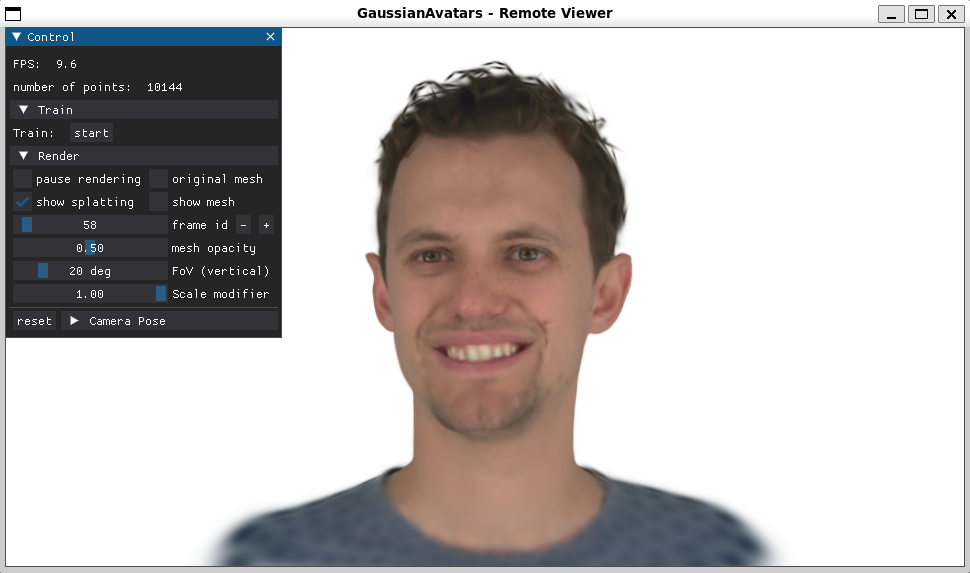 GaussianAvatars - Remote Viewer
Control
FPS: 9.6
number of points: 10144
Train
Train: start
Render
pause rendering original mesh
show splatting show mesh
58 frame id - +
0.50 mesh opacity
20 deg FoV (vertical)
1.00 Scale modifier
reset Camera Pose